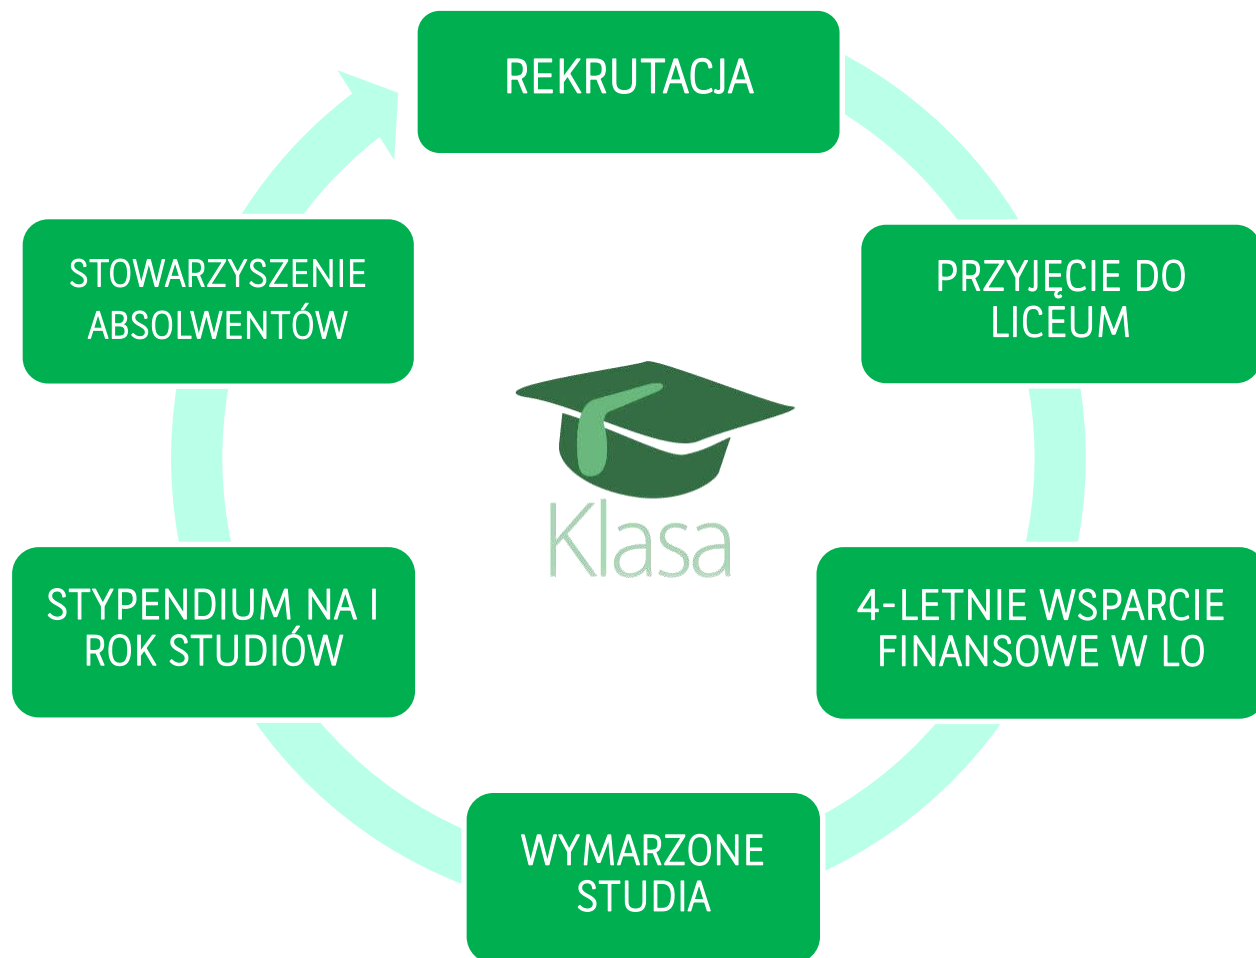 REKRUTACJA
PRZYJĘCIE DO
LICEUM
4-LETNIE WSPARCIE
FINANSOWE W LO
WYMARZONE
STUDIA
STYPENDIUM NA I
ROK STUDIÓW
STOWARZYSZENIE
ABSOLWENTÓW
Klasa